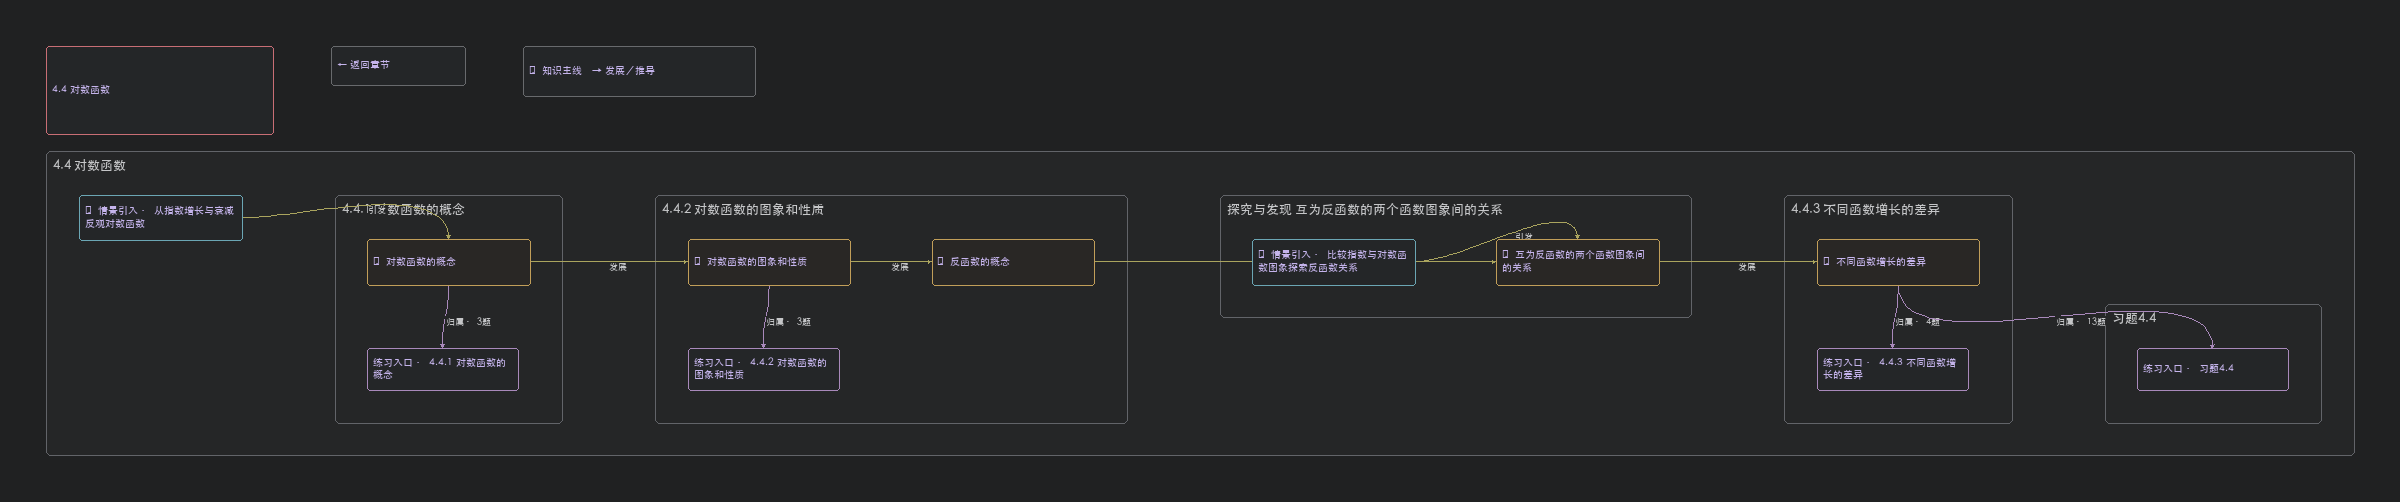 4.4 对数函数
← 返回章节
知识主线 → 发展／推导
4.4 对数函数
情景引入 · 从指数增长与衰减
反观对数函数
引发
对数函数的概念
对数函数的概念
归属 · 3题
练习入口 · 4.4.1 对数函数的
概念
发展
4.4.2 对数函数的图象和性质
对数函数的图象和性质
发展
反函数的概念
归属 · 3题
练习入口 · 4.4.2 对数函数的
图象和性质
探究与发现 互为反函数的两个函数图象间的关系
引发
情景引入 · 比较指数与对数函
数图象探索反函数关系
互为反函数的两个函数图象间
的关系
发展
4.4.3 不同函数增长的差异
不同函数增长的差异
归属 · 4题
练习入口 · 4.4.3 不同函数增
长的差异
归属 · 13题
习题4.4
练习入口 · 习题4.4